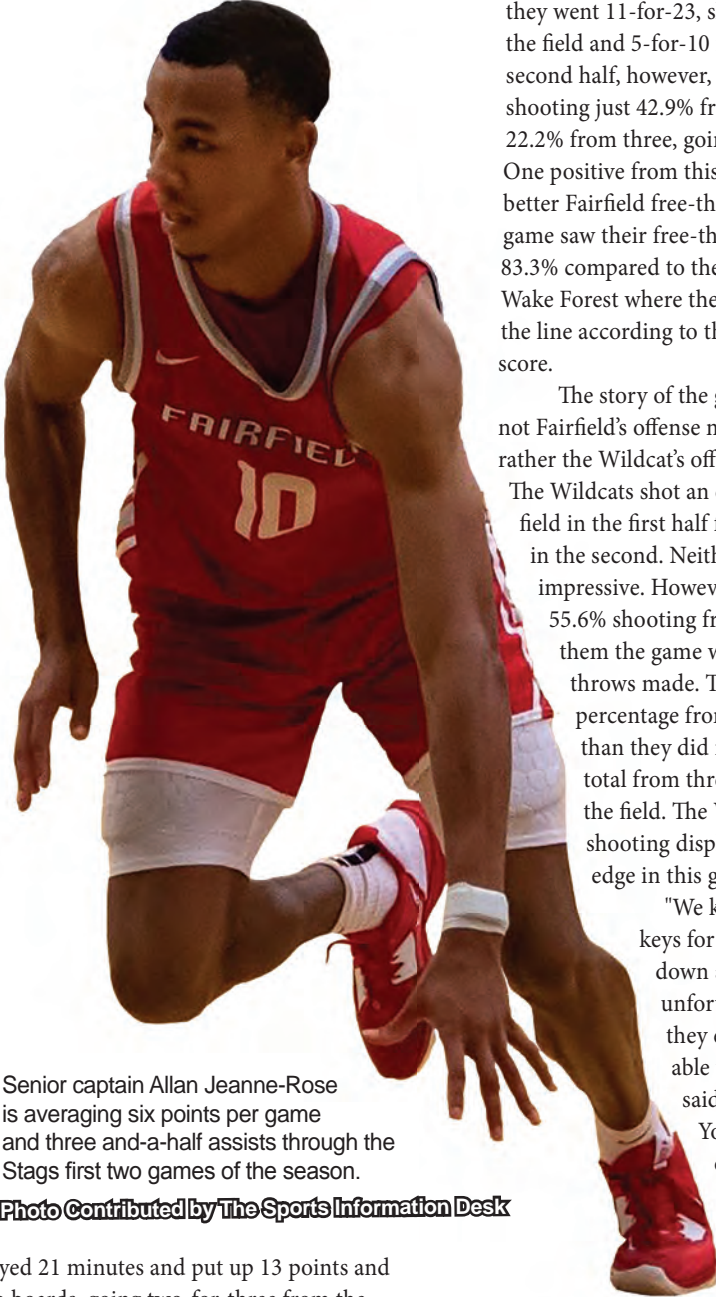 they went 11-for-23, s
the field and 5-for-10
second half, however,
shooting just 42.9% fr
22.2% from three, goin
One positive from this
better Fairfield free-th
game saw their free-th
83.3% compared to the
Wake Forest where the
the line according to th
score.
The story of the g
not Fairfield’s offense n
rather the Wildcat’s off
The Wildcats shot an
field in the first half
in the second. Neith
impressive. Howev
55.6% shooting fr
them the game w
throws made. T
percentage from
than they did
total from thre
the field. The
shooting disp
edge in this g
"We k
keys for
down
unfor
they
able
said
Yo
FAIRFIELD
10
Senior captain Allan Jeanne-Rose
is averaging six points per game
and three and-a-half assists through the
Stags first two games of the season.
Photo Contributed by The Sports Information Desk
yed 21 minutes and put up 13 points and
boards, going two-for-three from the